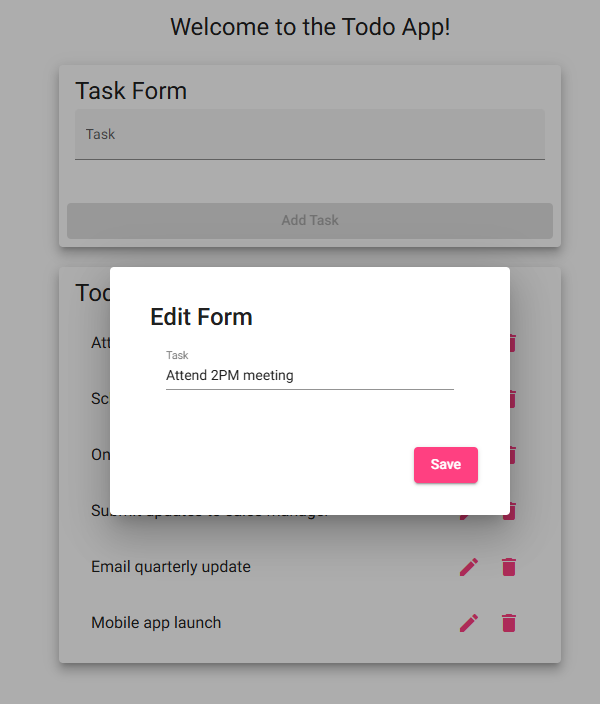 Welcome to the Todo App!
Task Form
Task
Add Task
Edit Form
Task
Attend 2PM meeting
Save
Email quarterly update
Mobile app launch